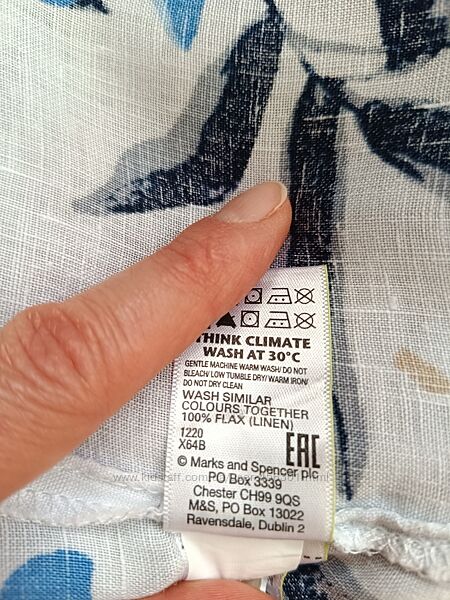 THINK CLIMATE
WASH AT 30°C
GENTLE MACHINE WARM WASH/ DO NOT
BLEACH/ LOW TUMBLE DRY/ WARM IRON/
DO NOT DRY CLEAN
WASH SIMILAR
COLOURS TOGETHER
100% FLAX (LINEN)
1220
X64B
EAC
© Marks and Spencer plc
PO Box 3339
Chester CH99 9QS
M&S, PO Box 13022
Ravensdale, Dublin 2